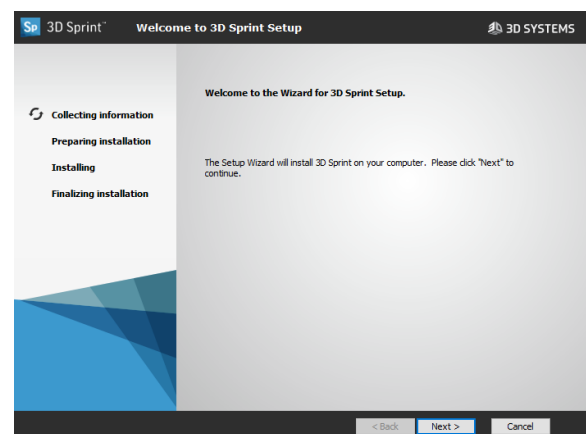 Sp 3D Sprint™ Welcome to 3D Sprint Setup 3D SYSTEMS
Welcome to the Wizard for 3D Sprint Setup.
Collecting information
Preparing installation
Installing
Finalizing installation
The Setup Wizard will install 3D Sprint on your computer. Please click "Next" to
continue.
< Back Next > Cancel